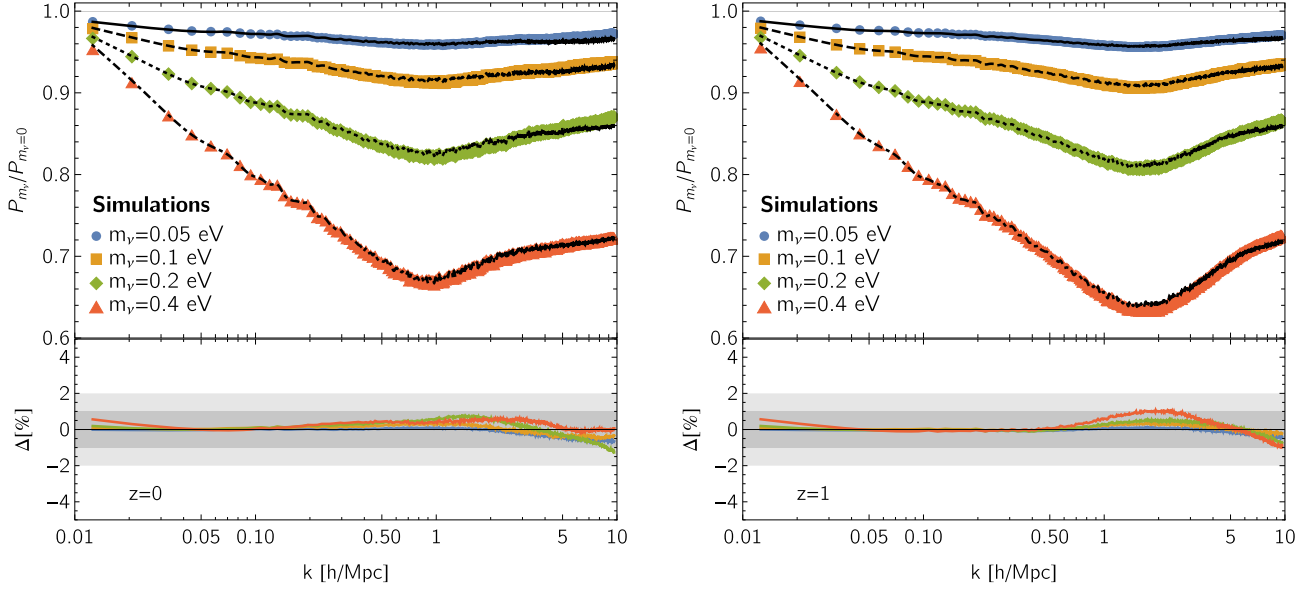 1.0
0.9
0.8
0.7
0.6
P_{m_ν}/P_{m_ν=0}
Simulations
m_ν=0.05 eV
m_ν=0.1 eV
m_ν=0.2 eV
m_ν=0.4 eV
4
2
0
−2
−4
Δ[%]
z=0
0.01
0.05
0.10
0.50
1
5
10
k [h/Mpc]
1.0
0.9
0.8
0.7
0.6
P_{m_ν}/P_{m_ν=0}
Simulations
m_ν=0.05 eV
m_ν=0.1 eV
m_ν=0.2 eV
m_ν=0.4 eV
4
2
0
−2
−4
Δ[%]
z=1
0.01
0.05
0.10
0.50
1
5
10
k [h/Mpc]